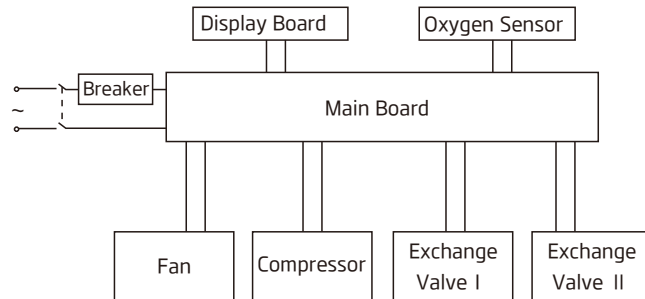 Display Board
Oxygen Sensor
Breaker
~
Main Board
Fan
Compressor
Exchange
Valve I
Exchange
Valve II